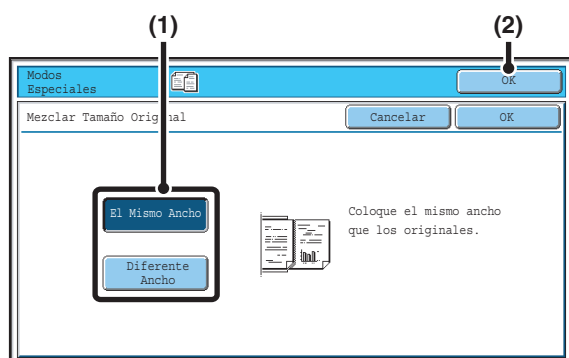 (1)
(2)
Modos
Especiales
OK
Mezclar Tamaño Original
Cancelar
OK
El Mismo Ancho
Diferente
Ancho
Coloque el mismo ancho
que los originales.